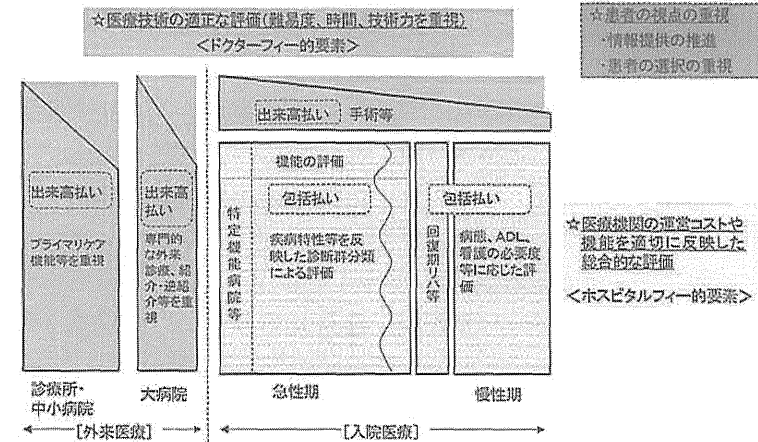 ☆医療技術の適正な評価(難易度、時間、技術力を重視)
＜ドクターフィー的要素＞
☆患者の視点の重視
・情報提供の推進
・患者の選択の重視
出来高払い 手術等
機能の評価
出来高払い
プライマリケア
機能等を重視
出来高
払い
専門的
な外来
診療、紹
介・逆紹
介等を重
視
特定機能病院等
包括払い
疾病特性等を反
映した診断群分類
による評価
回復期リハ等
包括払い
病態、ADL、
看護の必要度
等に応じた評
価
☆医療機関の運営コストや
機能を適切に反映した
総合的な評価
＜ホスピタルフィー的要素＞
診療所・
中小病院
大病院
急性期
慢性期
[外来医療]
[入院医療]